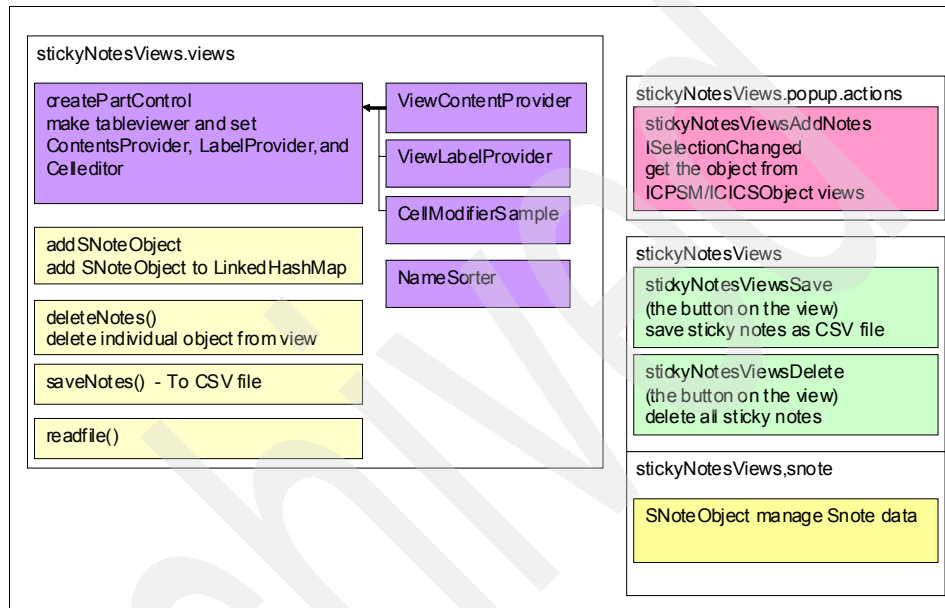 stickyNotesViews.views
createPartControl
make tableviewer and set
ContentsProvider, LabelProvider, and
Celleditor
ViewContentProvider
ViewLabelProvider
CellModifierSample
NameSorter
addSNoteObject
add SNoteObject to LinkedHashMap
deleteNotes()
delete individual object from view
saveNotes() - To CSV file
readfile()
stickyNotesViews.popup.actions
stickyNotesViewsAddNotes
ISelectionChanged
get the object from
ICPSM/ICICSObject views
stickyNotesViews
stickyNotesViewsSave
(the button on the view)
save sticky notes as CSV file
stickyNotesViewsDelete
(the button on the view)
delete all sticky notes
stickyNotesViews,snote
SNoteObject manage Snote data